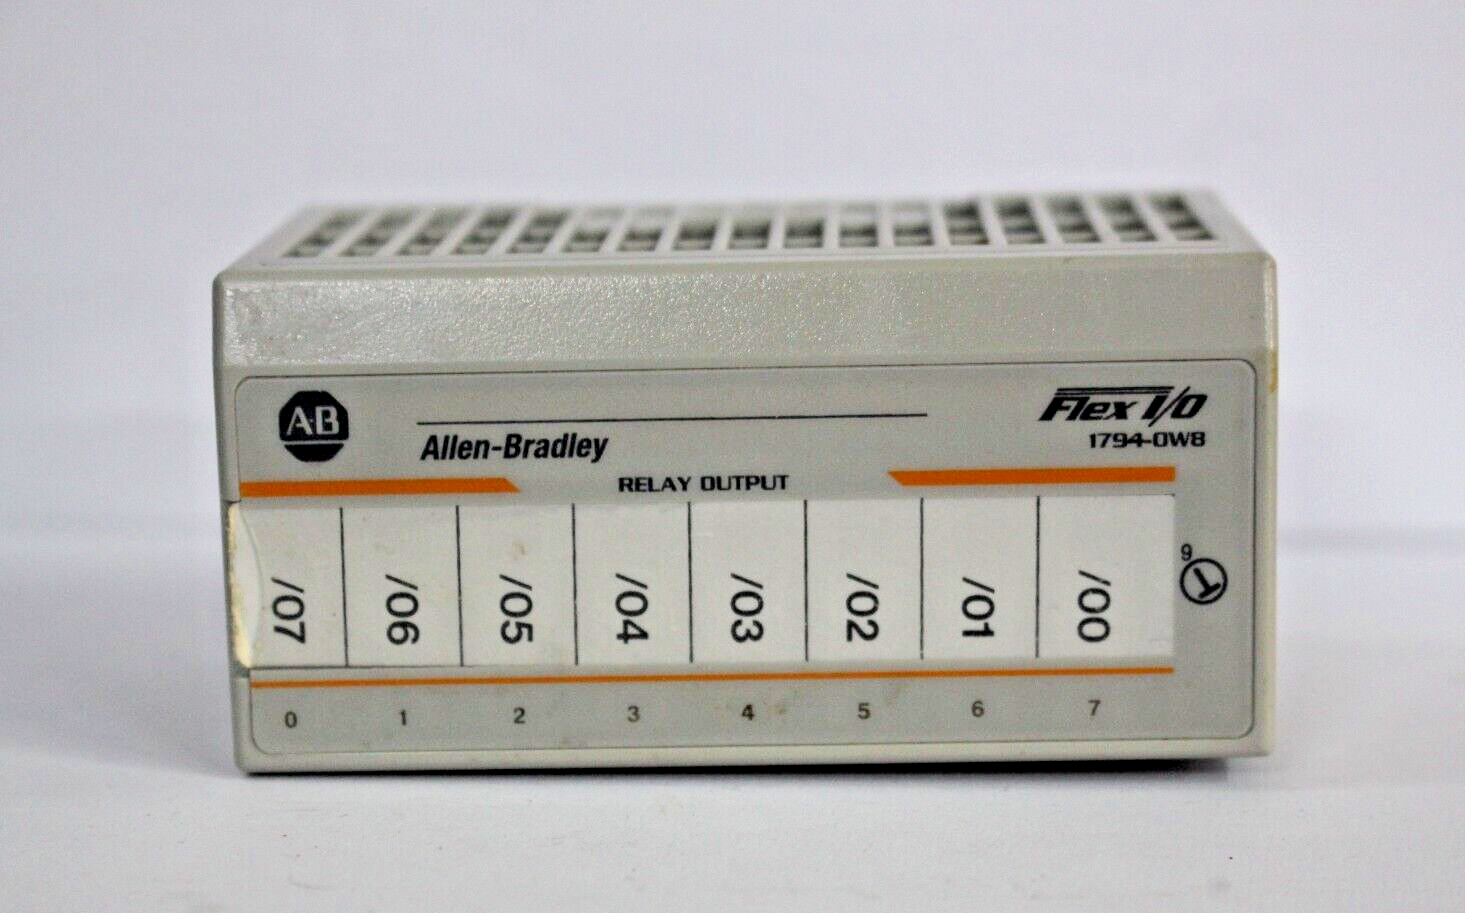 A·B
Allen-Bradley
Flex I/O
1794-OW8
RELAY OUTPUT
/07 /06 /05 /04 /03 /02 /01 /00
9
0 1 2 3 4 5 6 7